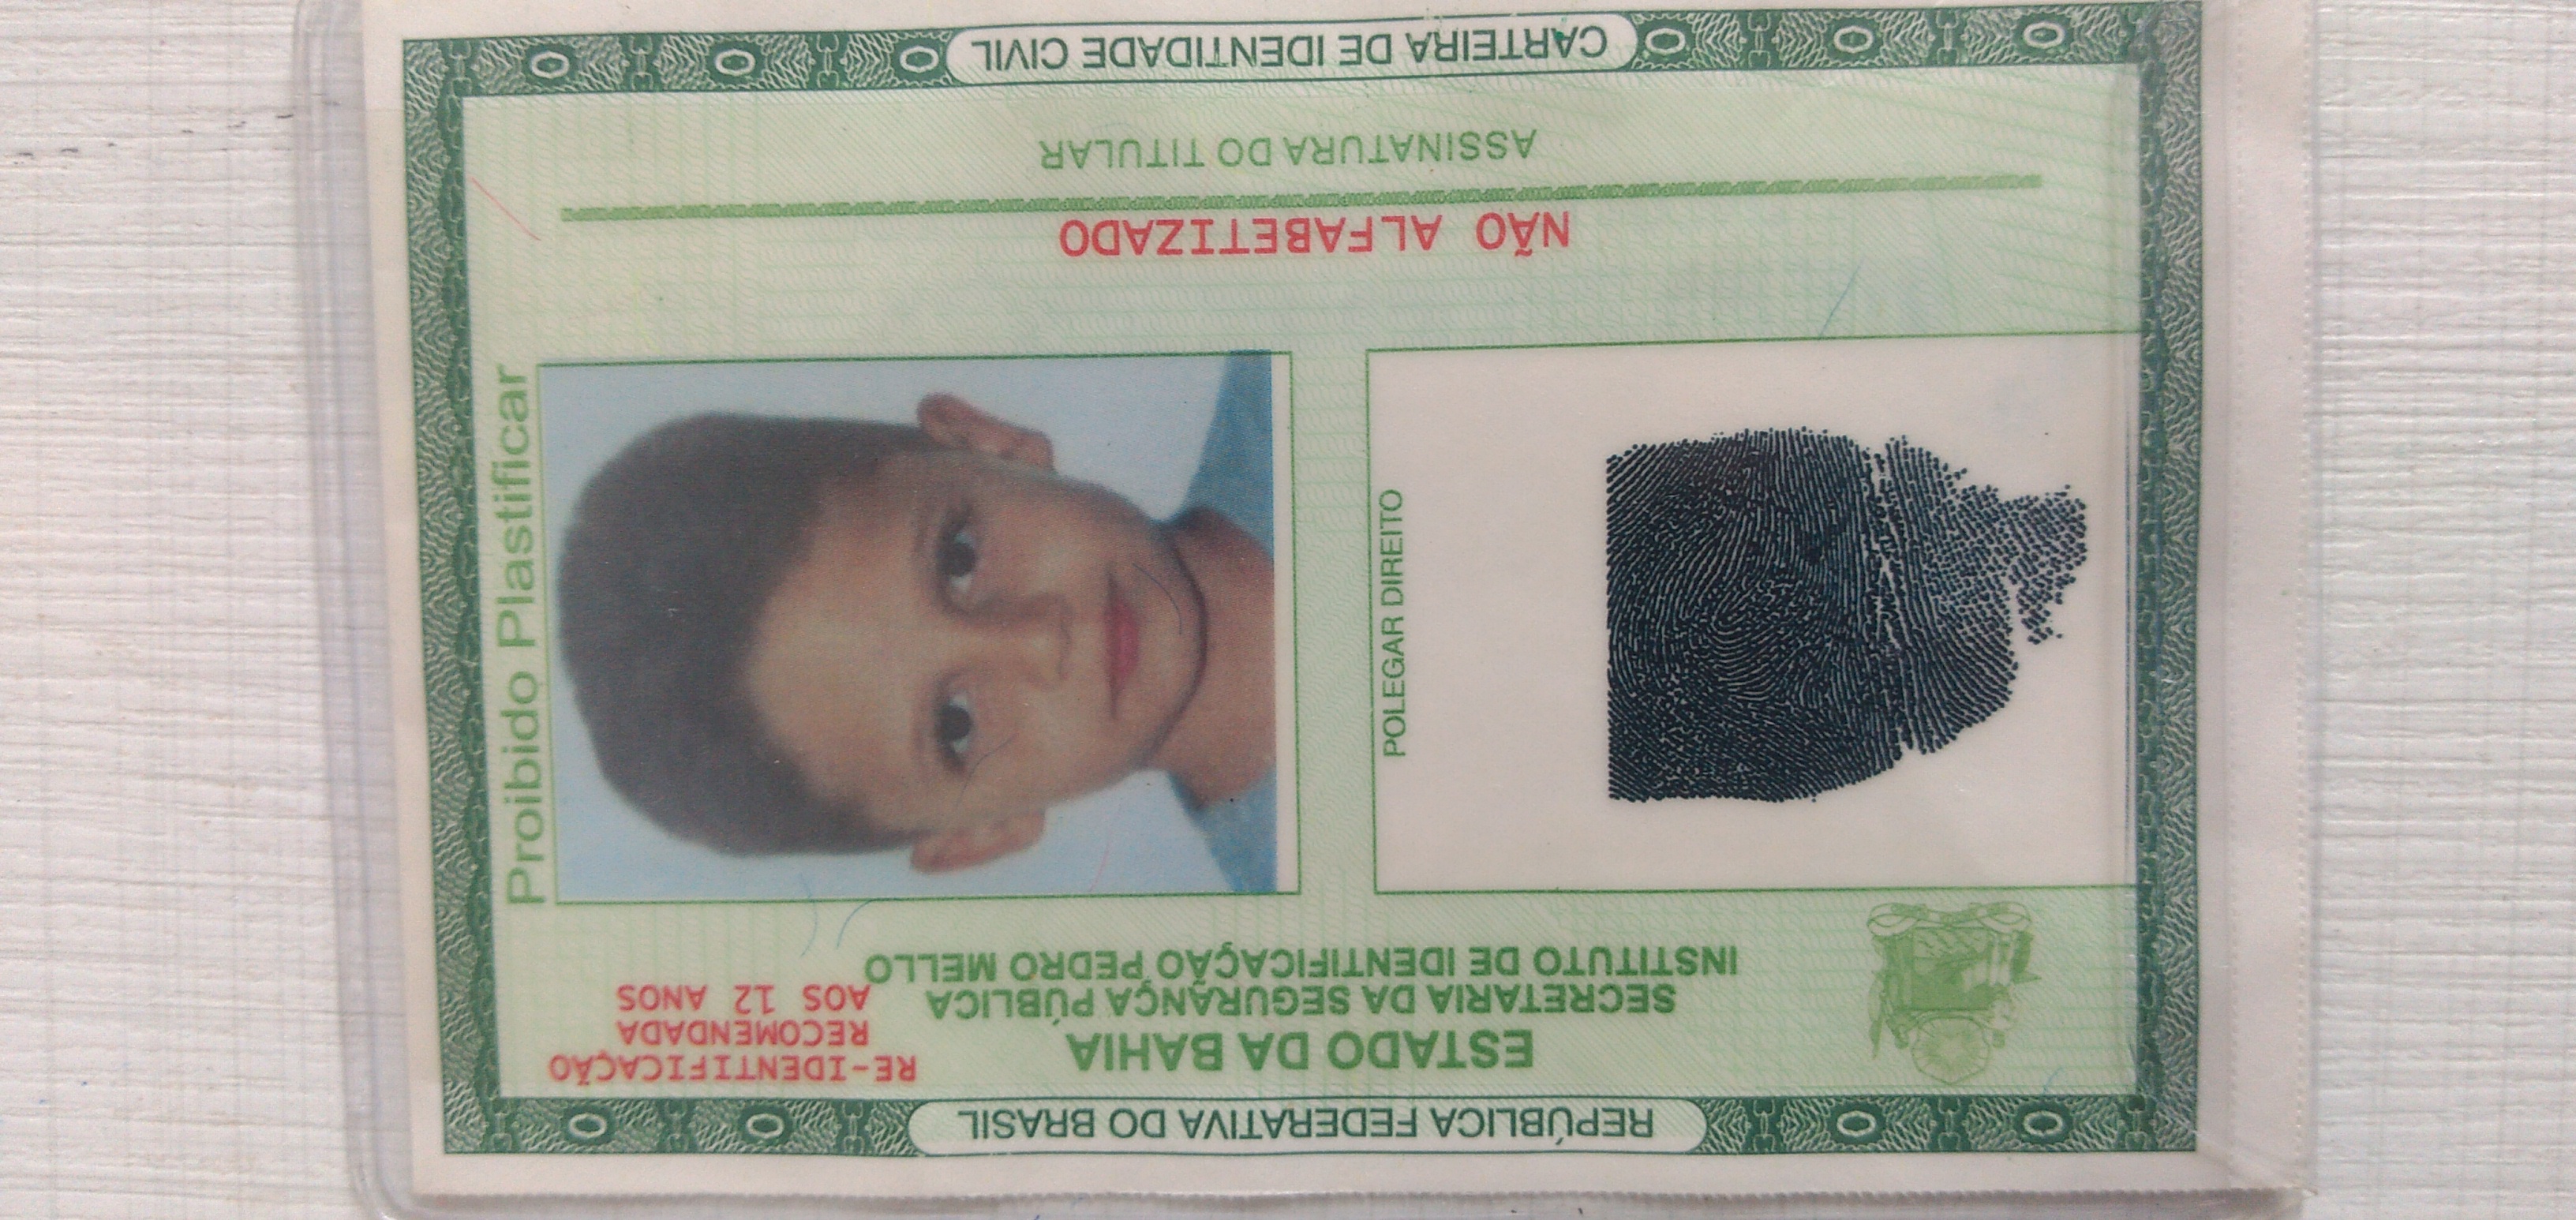 REPÚBLICA FEDERATIVA DO BRASIL
ESTADO DA BAHIA
SECRETARIA DA SEGURANÇA PÚBLICA
INSTITUTO DE IDENTIFICAÇÃO PEDRO MELLO
RE-IDENTIFICAÇÃO
RECOMENDADA
AOS 12 ANOS
POLEGAR DIREITO
Proibido Plastificar
NÃO ALFABETIZADO
ASSINATURA DO TITULAR
CARTEIRA DE IDENTIDADE CIVIL